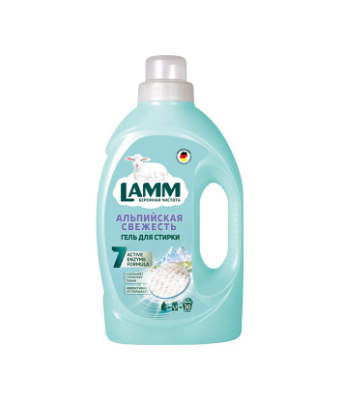 LAMM
БЕРЕЖНАЯ ЧИСТОТА
АЛЬПИЙСКАЯ
СВЕЖЕСТЬ
ГЕЛЬ ДЛЯ СТИРКИ
7 ACTIVE
ENZYME
FORMULA